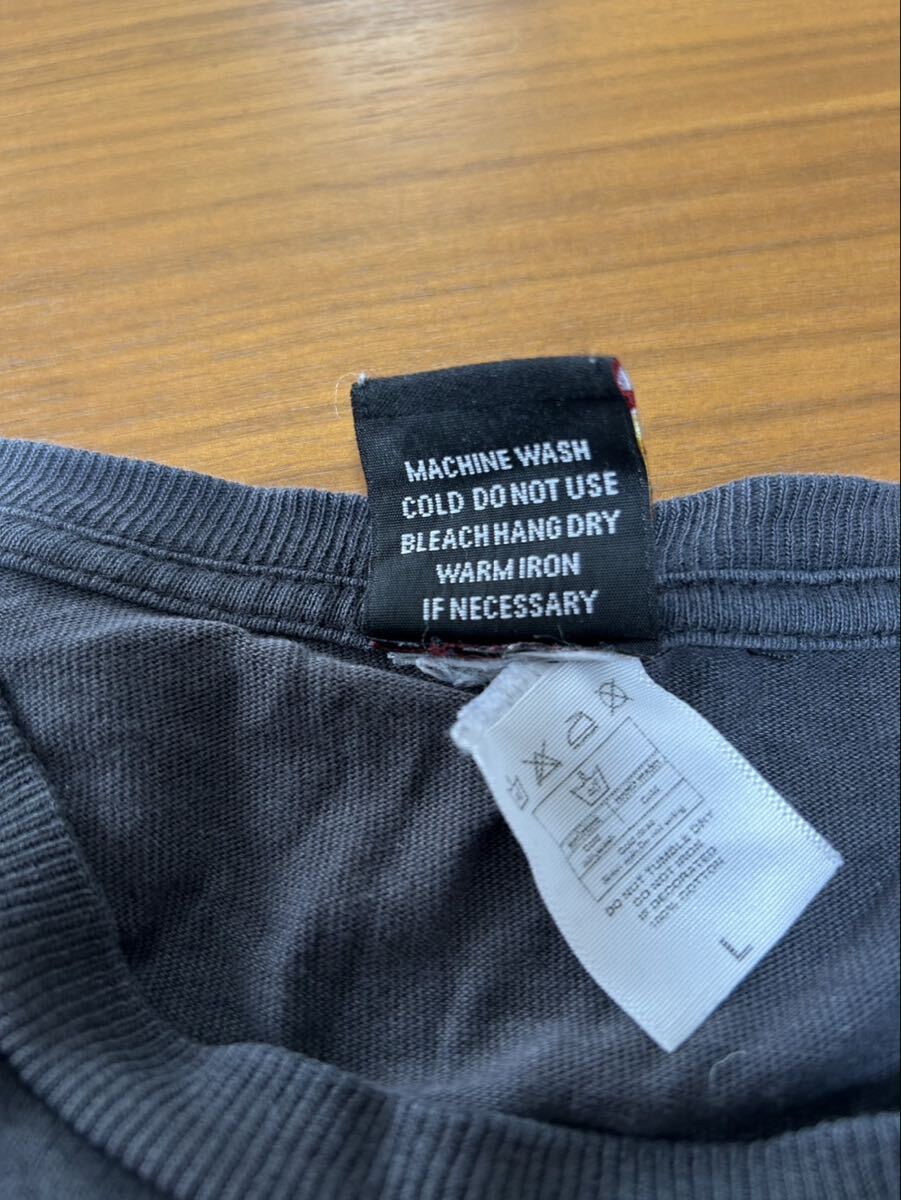 MACHINE WASH
COLD DO NOT USE
BLEACH HANG DRY
WARM IRON
IF NECESSARY
DO NOT TUMBLE DRY
DO NOT IRON
IF DECORATED
100% COTTON
L